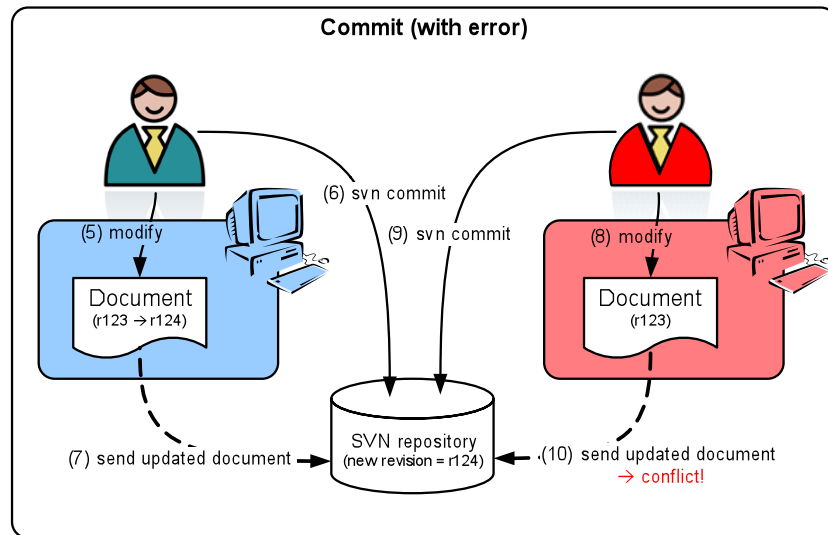 Commit (with error)
(6) svn commit
(5) modify
(9) svn commit
(8) modify
Document
(r123 → r124)
Document
(r123)
SVN repository
(new revision = r124)
(7) send updated document
(10) send updated document
→ conflict!